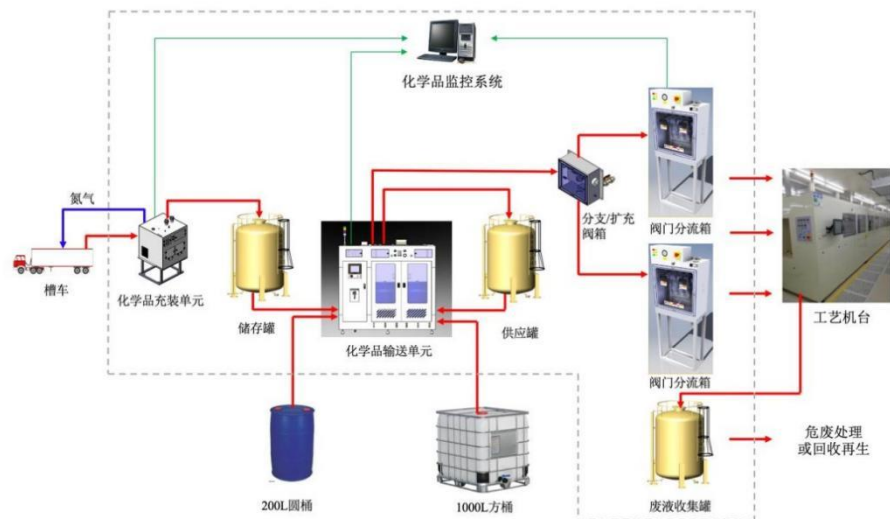 化学品监控系统
氮气
槽车
化学品充装单元
储存罐
化学品输送单元
供应罐
分支/扩充
阀箱
阀门分流箱
阀门分流箱
工艺机台
200L圆桶
1000L方桶
废液收集罐
危废处理
或回收再生